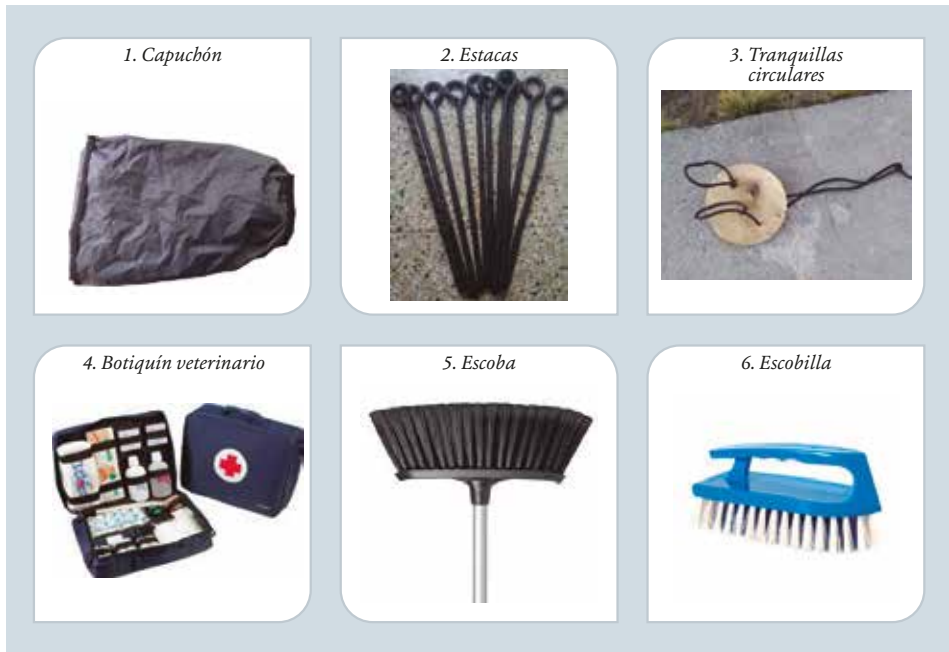 1. Capuchón
2. Estacas
3. Tranquillas
circulares
4. Botiquín veterinario
5. Escoba
6. Escobilla